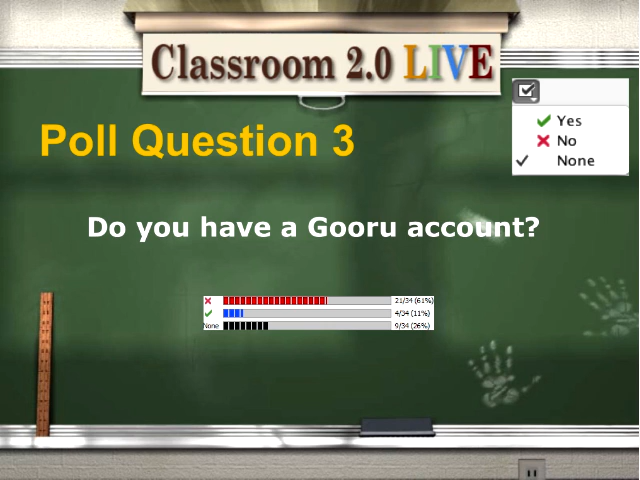 Classroom 2.0 LIVE
Poll Question 3
Yes
No
None
Do you have a Gooru account?
21/34 (61%)
4/34 (11%)
None 9/34 (26%)